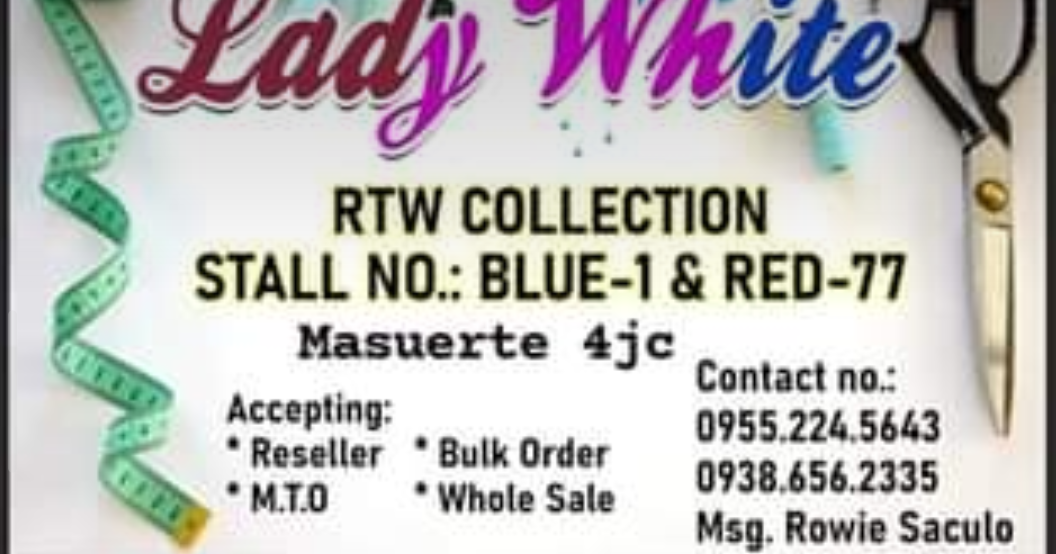 Lady White
RTW COLLECTION
STALL NO.: BLUE-1 & RED-77
Masuerte 4jc
Accepting:
* Reseller * Bulk Order
* M.T.O * Whole Sale
Contact no.:
0955.224.5643
0938.656.2335
Msg. Rowie Saculo